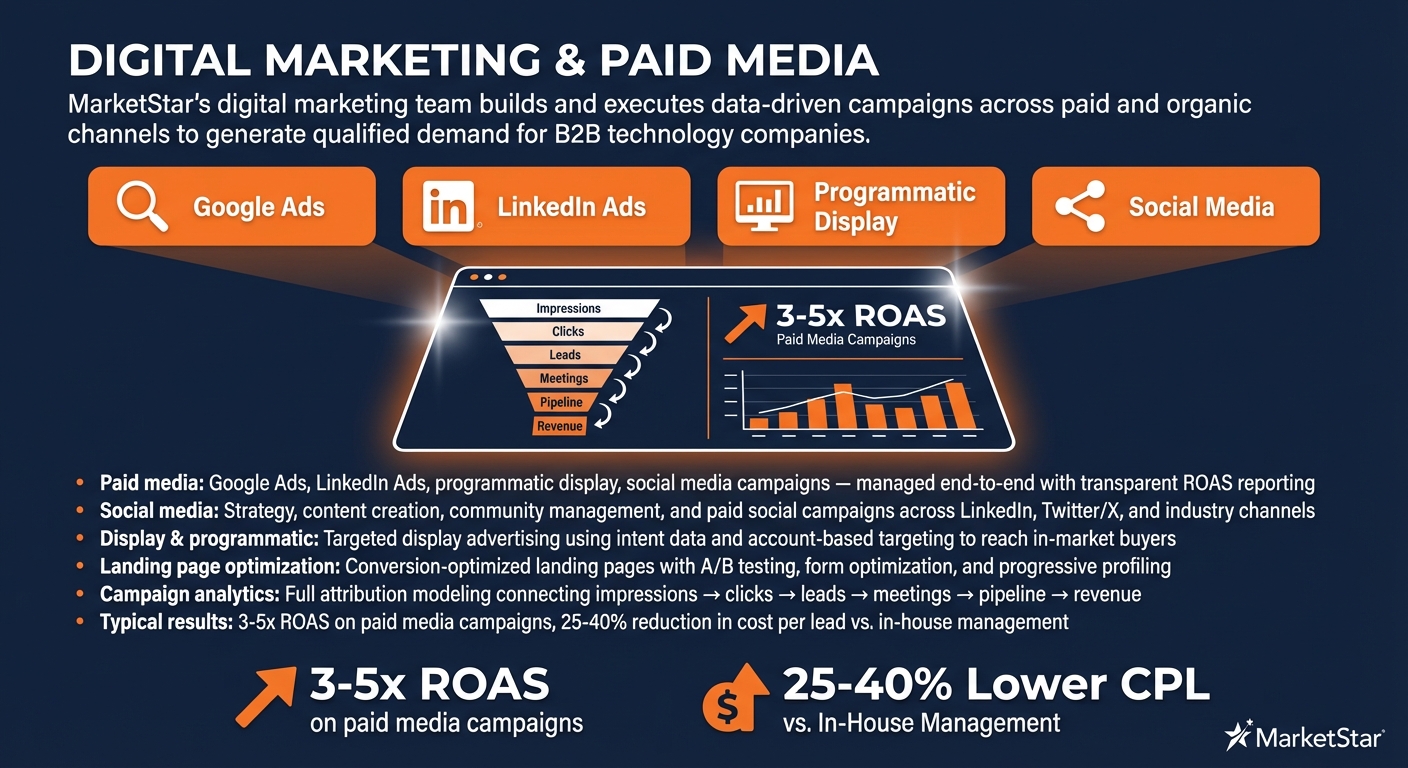 DIGITAL MARKETING & PAID MEDIA
MarketStar's digital marketing team builds and executes data-driven campaigns across paid and organic
channels to generate qualified demand for B2B technology companies.
Google Ads
in
LinkedIn Ads
Programmatic
Display
Social Media
Impressions
Clicks
Leads
Meetings
Pipeline
Revenue
3-5x ROAS
Paid Media Campaigns
• Paid media: Google Ads, LinkedIn Ads, programmatic display, social media campaigns — managed end-to-end with transparent ROAS reporting
• Social media: Strategy, content creation, community management, and paid social campaigns across LinkedIn, Twitter/X, and industry channels
• Display & programmatic: Targeted display advertising using intent data and account-based targeting to reach in-market buyers
• Landing page optimization: Conversion-optimized landing pages with A/B testing, form optimization, and progressive profiling
• Campaign analytics: Full attribution modeling connecting impressions → clicks → leads → meetings → pipeline → revenue
• Typical results: 3-5x ROAS on paid media campaigns, 25-40% reduction in cost per lead vs. in-house management
3-5x ROAS
on paid media campaigns
$
25-40% Lower CPL
vs. In-House Management
MarketStar